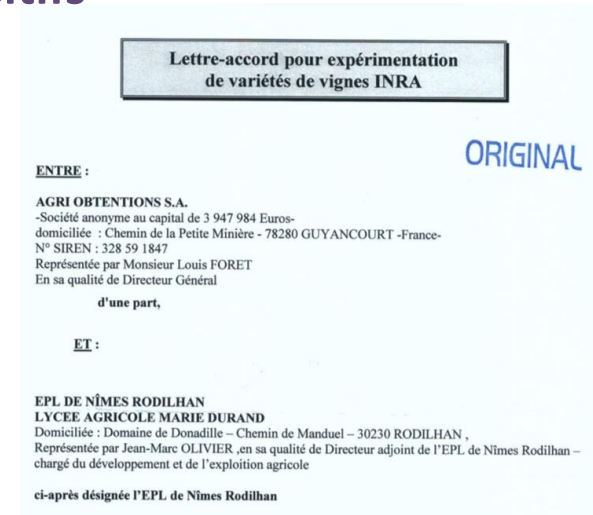 Lettre-accord pour expérimentation
de variétés de vignes INRA
ORIGINAL
ENTRE :
AGRI OBTENTIONS S.A.
-Société anonyme au capital de 3 947 984 Euros-
domiciliée : Chemin de la Petite Minière - 78280 GUYANCOURT -France-
N° SIREN : 328 59 1847
Représentée par Monsieur Louis FORET
En sa qualité de Directeur Général
d'une part,
ET :
EPL DE NÎMES RODILHAN
LYCEE AGRICOLE MARIE DURAND
Domiciliée : Domaine de Donadille – Chemin de Manduel – 30230 RODILHAN ,
Représentée par Jean-Marc OLIVIER ,en sa qualité de Directeur adjoint de l'EPL de Nîmes Rodilhan –
chargé du développement et de l'exploition agricole
ci-après désignée l'EPL de Nîmes Rodilhan